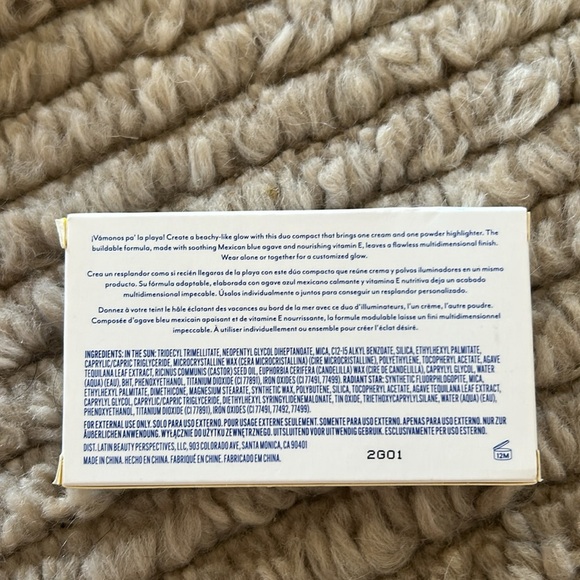 ¡Vámonos pa' la playa! Create a beachy-like glow with this duo compact that brings one cream and one powder highlighter. The
buildable formula, made with soothing Mexican blue agave and nourishing vitamin E, leaves a flawless multidimensional finish.
Wear alone or together for a customized glow.
Crea un resplandor como si recién llegaras de la playa con este dúo compacto que reúne crema y polvos iluminadores en un mismo
producto. Su fórmula adaptable, elaborada con agave azul mexicano calmante y vitamina E nutritiva deja un acabado
multidimensional impecable. Úsalos individualmente o juntos para conseguir un resplandor personalizado.
Donnez à votre teint le hâle éclatant des vacances au bord de la mer avec ce duo d'illuminateurs, l'un crème, l'autre poudre.
Composée d'agave bleu mexicain apaisant et de vitamine E nourrissante, la formule modulable laisse un fini multidimensionnel
impeccable. À utiliser individuellement ou ensemble pour créer l'éclat désiré.
INGREDIENTS: IN THE SUN: TRIDECYL TRIMELLITATE, NEOPENTYL GLYCOL DIHEPTANOATE, MICA, C12-15 ALKYL BENZOATE, SILICA, ETHYLHEXYL PALMITATE,
CAPRYLIC/CAPRIC TRIGLYCERIDE, MICROCRYSTALLINE WAX (CERA MICROCRISTALLINA) (CIRE MICROCRISTALLINE), POLYETHYLENE, TOCOPHERYL ACETATE, AGAVE
TEQUILANA LEAF EXTRACT, RICINUS COMMUNIS (CASTOR) SEED OIL, EUPHORBIA CERIFERA (CANDELILLA) WAX (CIRE DE CANDELILLA), CAPRYLYL GLYCOL, WATER
(AQUA) (EAU), BHT, PHENOXYETHANOL, TITANIUM DIOXIDE (CI 77891), IRON OXIDES (CI 77491, 77499). RADIANT STAR: SYNTHETIC FLUORPHLOGOPITE, MICA,
ETHYLHEXYL PALMITATE, DIMETHICONE, MAGNESIUM STEARATE, SYNTHETIC WAX, POLYBUTENE, SILICA, TOCOPHERYL ACETATE, AGAVE TEQUILANA LEAF EXTRACT,
CAPRYLYL GLYCOL, CAPRYLIC/CAPRIC TRIGLYCERIDE, DIETHYLHEXYL SYRINGYLIDENEMALONATE, TIN OXIDE, TRIETHOXYCAPRYLYLSILANE, WATER (AQUA) (EAU),
PHENOXYETHANOL, TITANIUM DIOXIDE (CI 77891), IRON OXIDES (CI 77491, 77492, 77499).
FOR EXTERNAL USE ONLY. SOLO PARA USO EXTERNO. POUR USAGE EXTERNE SEULEMENT. SOMENTE PARA USO EXTERNO. APENAS PARA USO EXTERNO. NUR ZUR
ÄUßERLICHEN ANWENDUNG. WYŁĄCZNIE DO UŻYTKU ZEWNĘTRZNEGO. UITSLUITEND VOOR UITWENDIG GEBRUIK. ESCLUSIVAMENTE PER USO ESTERNO.
DIST. LATIN BEAUTY PERSPECTIVES, LLC, 903 COLORADO AVE, SANTA MONICA, CA 90401
MADE IN CHINA. HECHO EN CHINA. FABRIQUÉ EN CHINE. FABRICADO EM CHINA.
2G01
12M